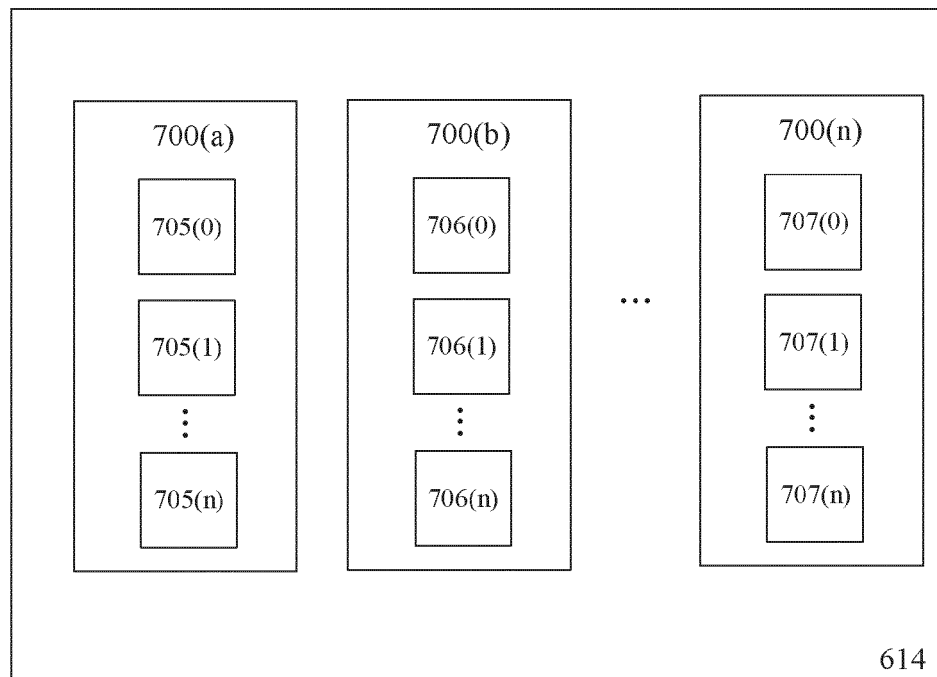 700(a)
705(0)
705(1)
⋮
705(n)
700(b)
706(0)
706(1)
⋮
706(n)
...
700(n)
707(0)
707(1)
⋮
707(n)
614